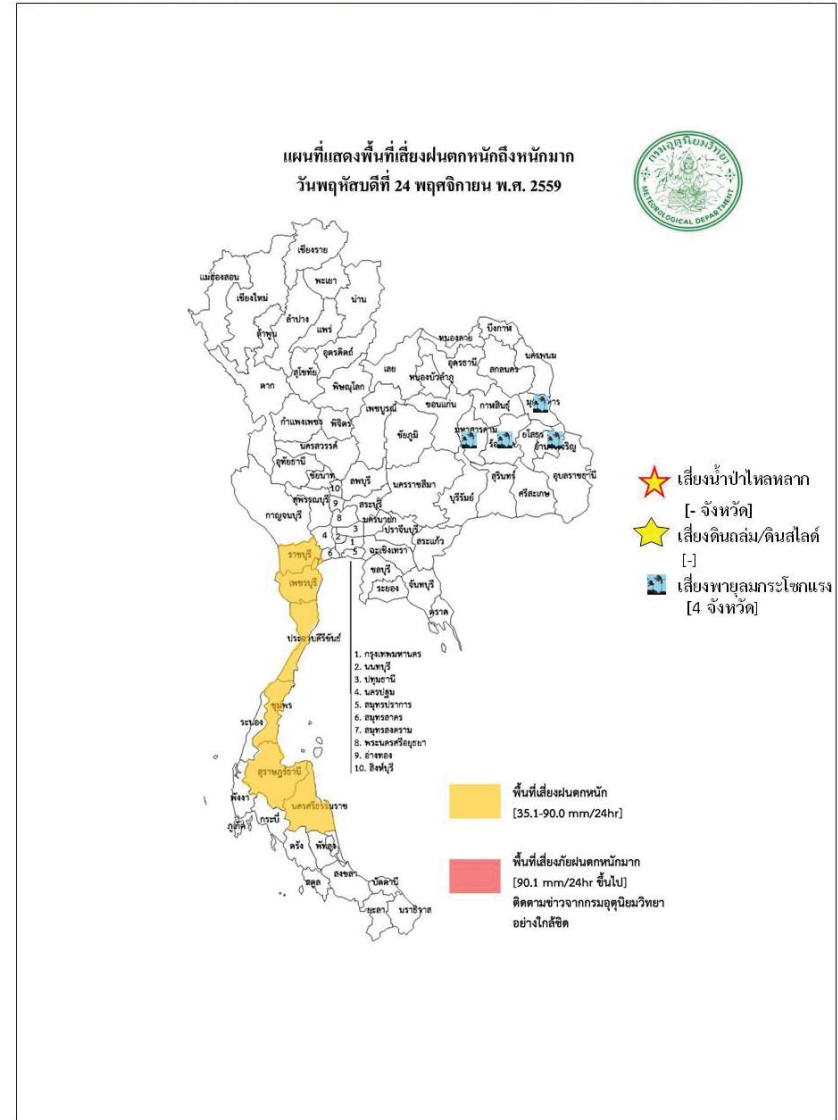 แผนที่แสดงพื้นที่เสี่ยงฝนตกหนักถึงหนักมาก
วันพฤหัสบดีที่ 24 พฤศจิกายน พ.ศ. 2559
กรมอุตุนิยมวิทยา
METEOROLOGICAL DEPARTMENT
เชียงราย
แม่ฮ่องสอน
พะเยา
เชียงใหม่
น่าน
ลำปาง
ลำพูน
แพร่
อุตรดิตถ์
สุโขทัย
ตาก
พิษณุโลก
บึงกาฬ
หนองคาย
นครพนม
เลย
อุดรธานี
หนองบัวลำภู
สกลนคร
เพชรบูรณ์
ขอนแก่น
กาฬสินธุ์
กำแพงเพชร
พิจิตร
มหาสารคาม
ยโสธร
ชัยภูมิ
นครสวรรค์
อุทัยธานี
ชัยนาท
ลพบุรี
นครราชสีมา
บุรีรัมย์
สุรินทร์
ศรีสะเกษ
อุบลราชธานี
10
9
8
3
4
2
1
6
5
สุพรรณบุรี
สระบุรี
กาญจนบุรี
นครนายก
ปราจีนบุรี
สระแก้ว
ฉะเชิงเทรา
ราชบุรี
ชลบุรี
เพชรบุรี
ระยอง
จันทบุรี
ตราด
ประจวบคีรีขันธ์
ชุมพร
ระนอง
สุราษฎร์ธานี
พังงา
นครศรีธรรมราช
ภูเก็ต
กระบี่
ตรัง
พัทลุง
สตูล
สงขลา
ปัตตานี
ยะลา
นราธิวาส
1. กรุงเทพมหานคร
2. นนทบุรี
3. ปทุมธานี
4. นครปฐม
5. สมุทรปราการ
6. สมุทรสาคร
7. สมุทรสงคราม
8. พระนครศรีอยุธยา
9. อ่างทอง
10. สิงห์บุรี
เสี่ยงน้ำป่าไหลหลาก
[- จังหวัด]
เสี่ยงดินถล่ม/ดินสไลด์
[-]
เสี่ยงพายุลมกระโชกแรง
[4 จังหวัด]
พื้นที่เสี่ยงฝนตกหนัก
[35.1-90.0 mm/24hr]
พื้นที่เสี่ยงภัยฝนตกหนักมาก
[90.1 mm/24hr ขึ้นไป]
ติดตามข่าวจากกรมอุตุนิยมวิทยา
อย่างใกล้ชิด